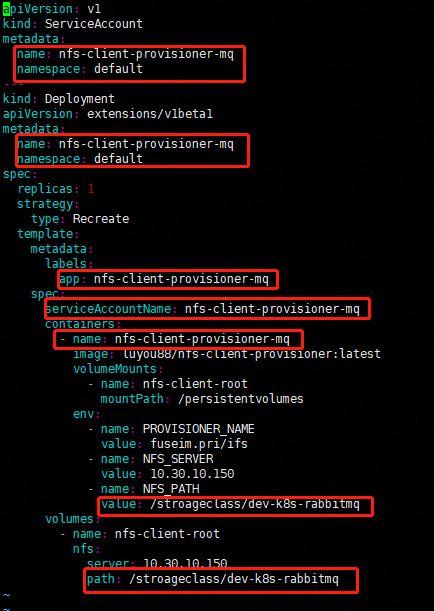 apiVersion: v1
kind: ServiceAccount
metadata:
  name: nfs-client-provisioner-mq
  namespace: default
---
kind: Deployment
apiVersion: extensions/v1beta1
metadata:
  name: nfs-client-provisioner-mq
  namespace: default
spec:
  replicas: 1
  strategy:
    type: Recreate
  template:
    metadata:
      labels:
        app: nfs-client-provisioner-mq
    spec:
      serviceAccountName: nfs-client-provisioner-mq
      containers:
        - name: nfs-client-provisioner-mq
          image: luyou88/nfs-client-provisioner:latest
          volumeMounts:
            - name: nfs-client-root
              mountPath: /persistentvolumes
          env:
            - name: PROVISIONER_NAME
              value: fuseim.pri/ifs
            - name: NFS_SERVER
              value: 10.30.10.150
            - name: NFS_PATH
              value: /stroageclass/dev-k8s-rabbitmq
      volumes:
        - name: nfs-client-root
          nfs:
            server: 10.30.10.150
            path: /stroageclass/dev-k8s-rabbitmq
~
~